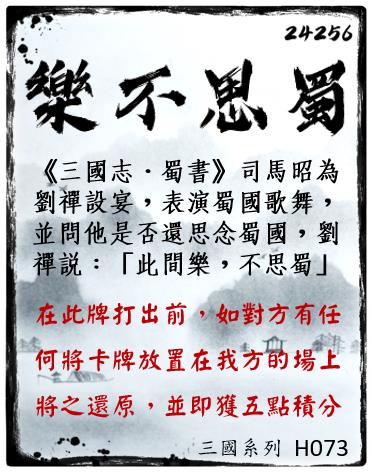 24256
樂不思蜀
《三國志．蜀書》司馬昭為
劉禪設宴，表演蜀國歌舞，
並問他是否還思念蜀國，劉
禪說：「此間樂，不思蜀」
在此牌打出前，如對方有任
何將卡牌放置在我方的場上
將之還原，並即獲五點積分
三國系列 H073